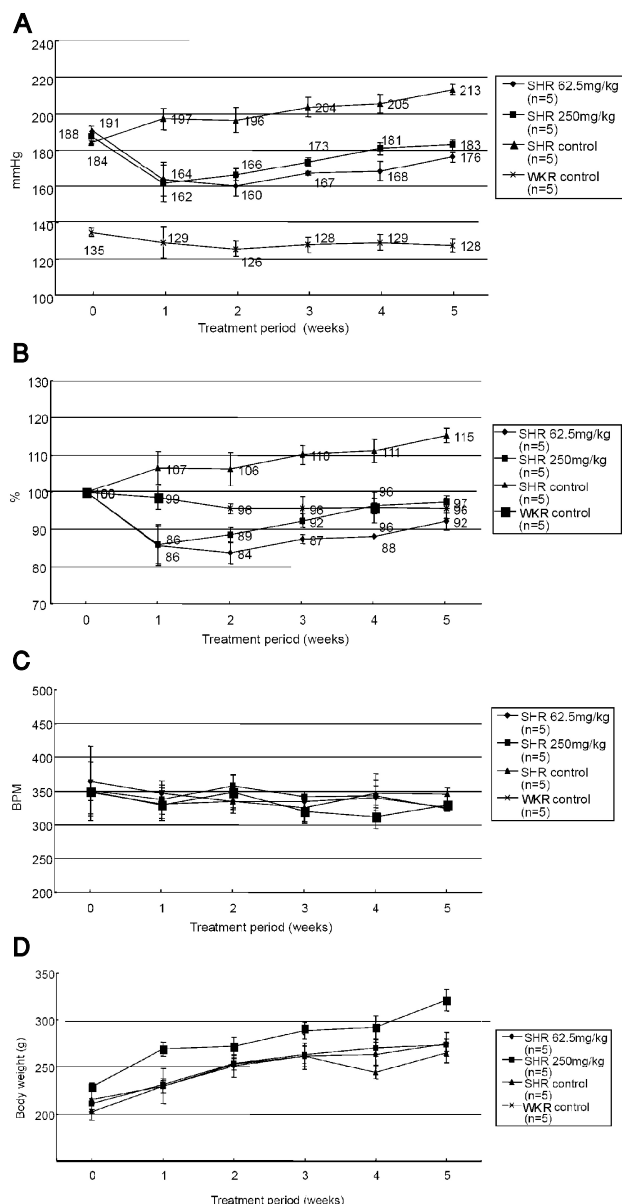 A
240
220
200
180
160
140
120
100
mmHg
191
188
184
197
164
162
196
166
160
204
173
167
205
181
168
213
183
176
135
129
126
128
129
128
0 1 2 3 4 5
Treatment period (weeks)
SHR 62.5mg/kg
(n=5)
SHR 250mg/kg
(n=5)
SHR control
(n=5)
WKR control
(n=5)
B
130
120
110
100
90
80
70
%
100
107
99
86
86
106
96
89
84
110
96
92
87
111
96
96
88
115
97
96
92
0 1 2 3 4 5
Treatment period (weeks)
SHR 62.5mg/kg
(n=5)
SHR 250mg/kg
(n=5)
SHR control
(n=5)
WKR control
(n=5)
C
500
450
400
350
300
250
200
BPM
0 1 2 3 4 5
Treatment period (weeks)
SHR 62.5mg/kg
(n=5)
SHR 250mg/kg
(n=5)
SHR control
(n=5)
WKR control
(n=5)
D
350
300
250
200
Body weight (g)
0 1 2 3 4 5
Treatment period (weeks)
SHR 62.5mg/kg
(n=5)
SHR 250mg/kg
(n=5)
SHR control
(n=5)
WKR control
(n=5)